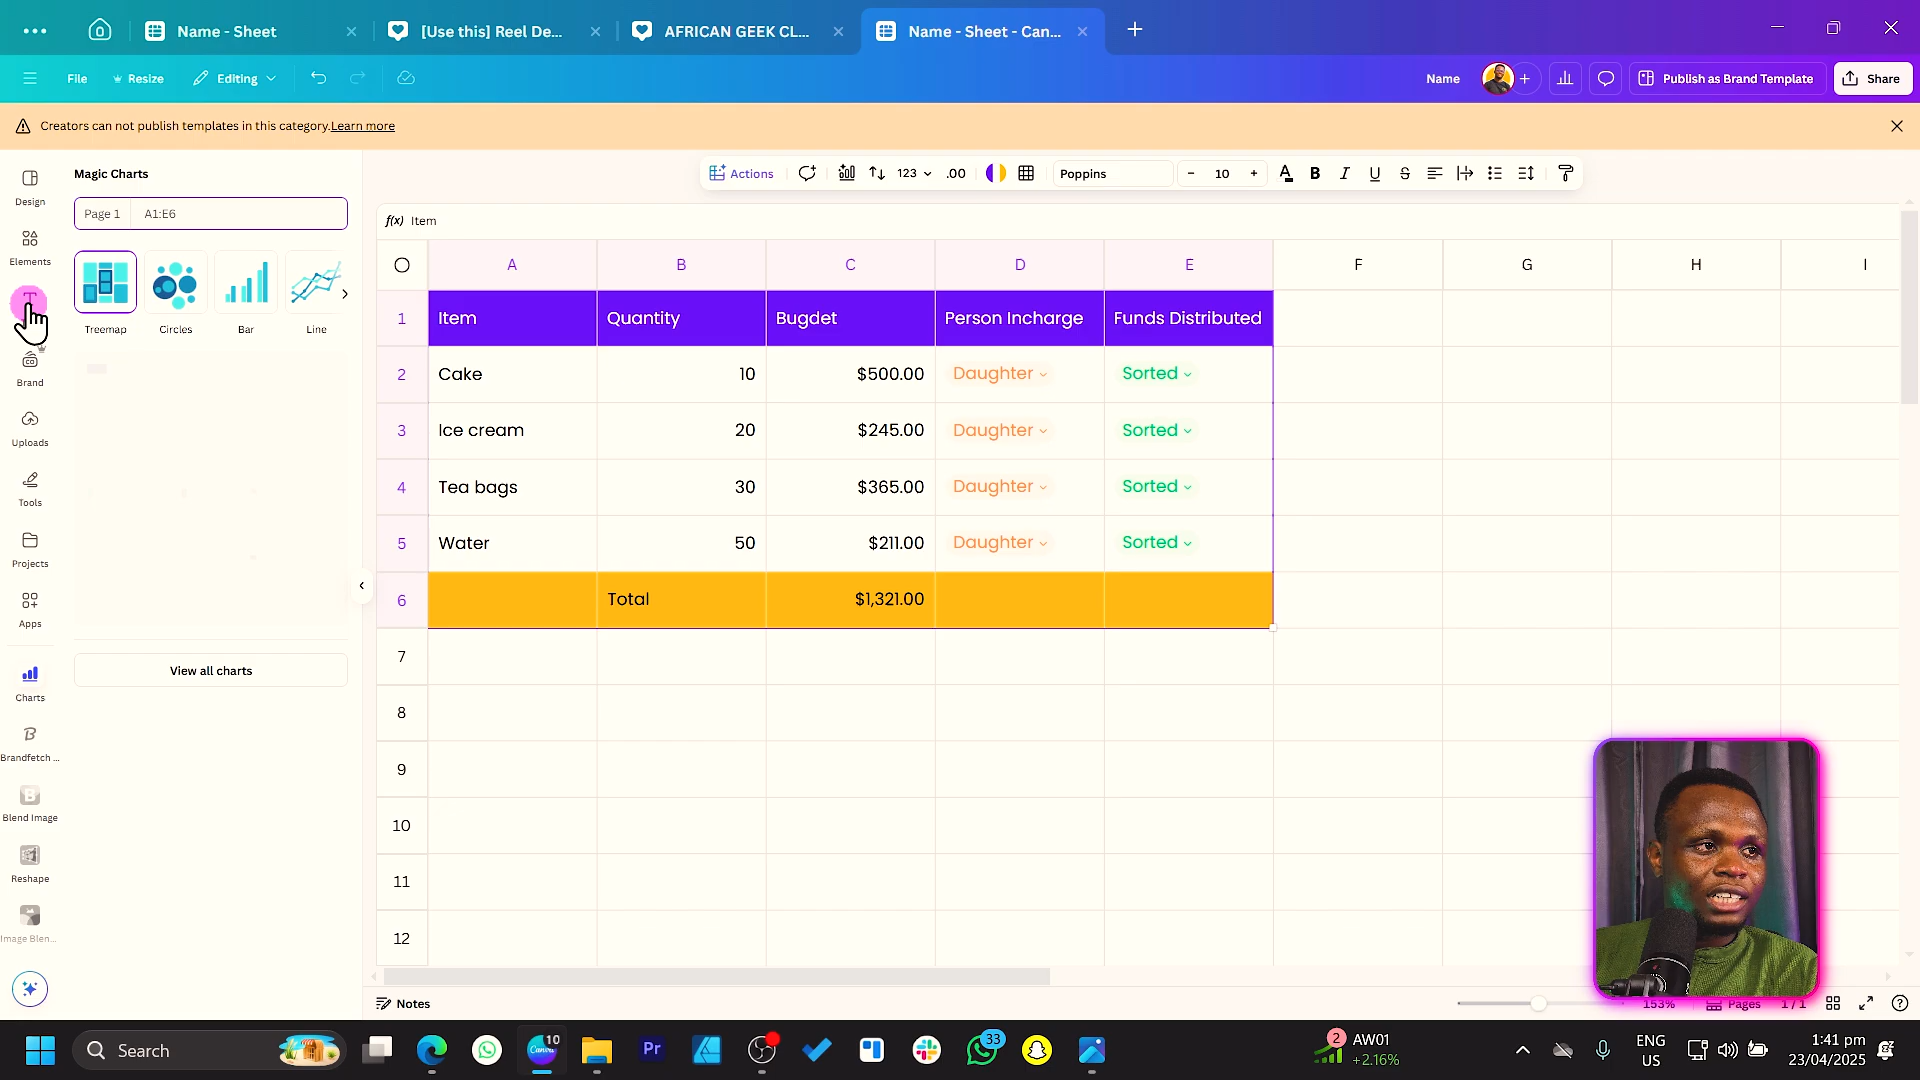 Name - Sheet
[Use this] Reel De...
AFRICAN GEEK CL...
Name - Sheet - Can...
File
Resize
Editing
Name
Publish as Brand Template
Share
Creators can not publish templates in this category.Learn more
Design
Elements
Brand
Uploads
Tools
Projects
Apps
Charts
Brandfetch ...
Blend Image
Reshape
Image Blen...
Magic Charts
Page 1 A1:E6
Treemap Circles Bar Line
View all charts
Actions 123 .00 Poppins - 10 + A B I U S
f(x) Item
A B C D E F G H I
1 Item Quantity Bugdet Person Incharge Funds Distributed
2 Cake 10 $500.00 Daughter Sorted
3 Ice cream 20 $245.00 Daughter Sorted
4 Tea bags 30 $365.00 Daughter Sorted
5 Water 50 $211.00 Daughter Sorted
6 Total $1,321.00
7
8
9
10
11
12
Notes
153% Pages 1 / 1
Search
Canva
10
Pr
33
2
AW01
+2.16%
ENG
US
1:41 pm
23/04/2025